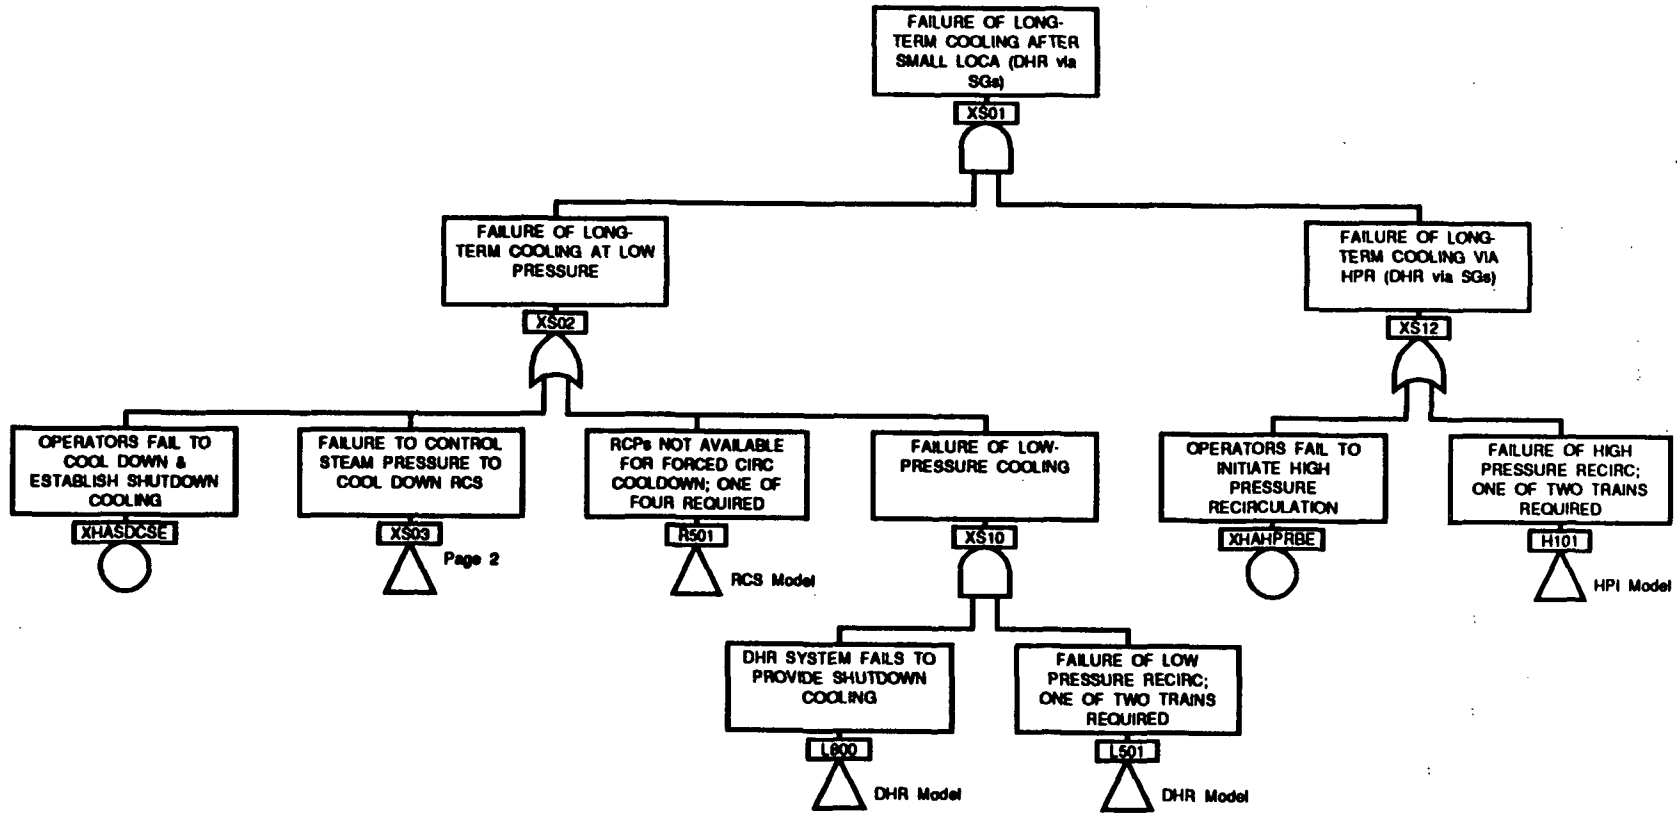 FAILURE OF LONG-
TERM COOLING AFTER
SMALL LOCA (DHR via
SGs)
XS01
FAILURE OF LONG-
TERM COOLING AT LOW
PRESSURE
XS02
FAILURE OF LONG-
TERM COOLING VIA
HPR (DHR via SGs)
XS12
OPERATORS FAIL TO
COOL DOWN &
ESTABLISH SHUTDOWN
COOLING
XHASDCSE
FAILURE TO CONTROL
STEAM PRESSURE TO
COOL DOWN RCS
XS03
Page 2
RCPs NOT AVAILABLE
FOR FORCED CIRC
COOLDOWN; ONE OF
FOUR REQUIRED
R501
RCS Model
FAILURE OF LOW-
PRESSURE COOLING
XS10
OPERATORS FAIL TO
INITIATE HIGH
PRESSURE
RECIRCULATION
XHAHPRBE
FAILURE OF HIGH
PRESSURE RECIRC;
ONE OF TWO TRAINS
REQUIRED
H101
HPI Model
DHR SYSTEM FAILS TO
PROVIDE SHUTDOWN
COOLING
L800
DHR Model
FAILURE OF LOW
PRESSURE RECIRC;
ONE OF TWO TRAINS
REQUIRED
L501
DHR Model